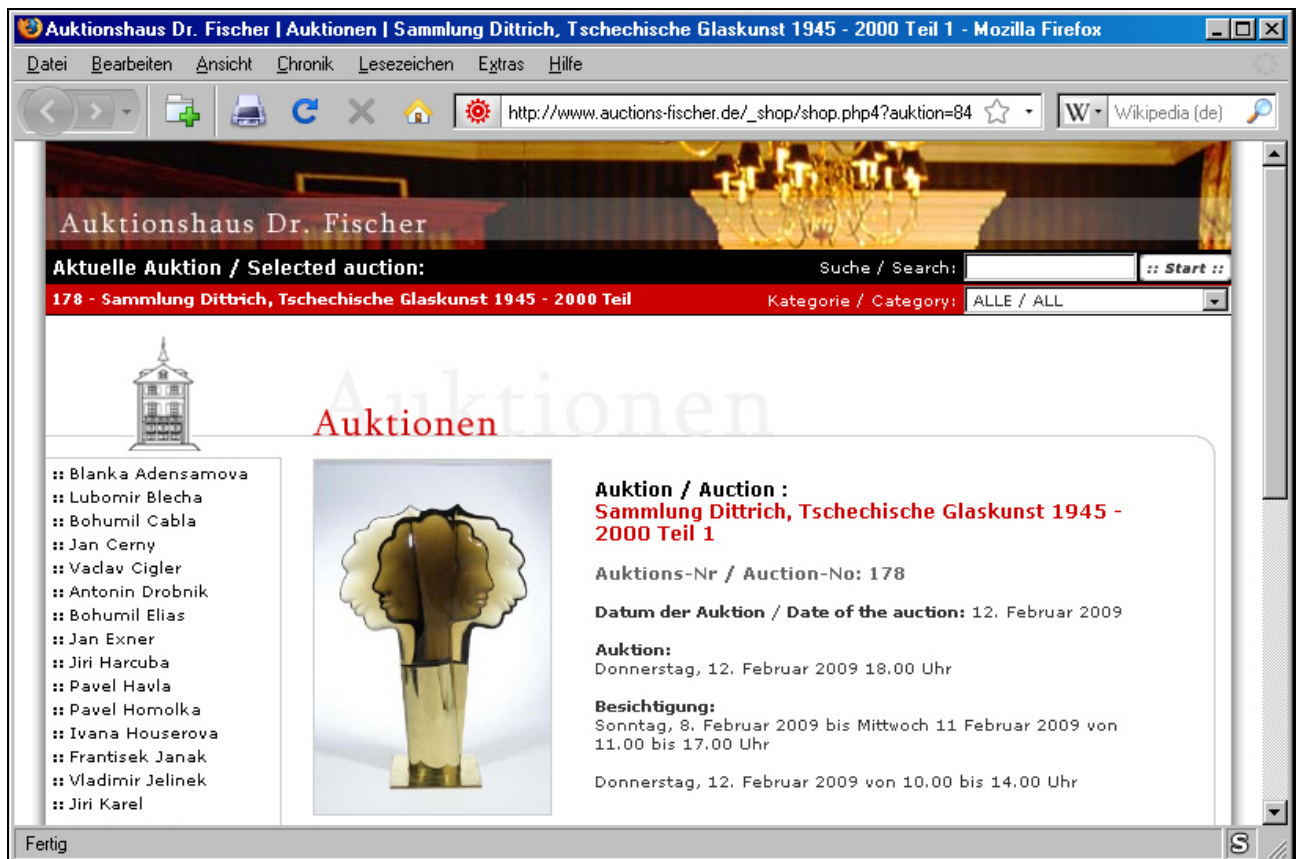 Auktionshaus Dr. Fischer | Auktionen | Sammlung Dittrich, Tschechische Glaskunst 1945 - 2000 Teil 1 - Mozilla Firefox
Datei Bearbeiten Ansicht Chronik Lesezeichen Extras Hilfe
http://www.auctions-fischer.de/_shop/shop.php4?auktion=84 W Wikipedia (de)
Auktionshaus Dr. Fischer
Aktuelle Auktion / Selected auction: Suche / Search: :: Start ::
178 - Sammlung Dittrich, Tschechische Glaskunst 1945 - 2000 Teil Kategorie / Category: ALLE / ALL
Auktionen
Auktionen
:: Blanka Adensamova
:: Lubomir Blecha
:: Bohumil Cabla
:: Jan Cerny
:: Vaclav Cigler
:: Antonin Drobnik
:: Bohumil Elias
:: Jan Exner
:: Jiri Harcuba
:: Pavel Havla
:: Pavel Homolka
:: Ivana Houserova
:: Frantisek Janak
:: Vladimir Jelinek
:: Jiri Karel
Auktion / Auction :
Sammlung Dittrich, Tschechische Glaskunst 1945 -
2000 Teil 1
Auktions-Nr / Auction-No: 178
Datum der Auktion / Date of the auction: 12. Februar 2009
Auktion:
Donnerstag, 12. Februar 2009 18.00 Uhr
Besichtigung:
Sonntag, 8. Februar 2009 bis Mittwoch 11 Februar 2009 von
11.00 bis 17.00 Uhr
Donnerstag, 12. Februar 2009 von 10.00 bis 14.00 Uhr
Fertig S